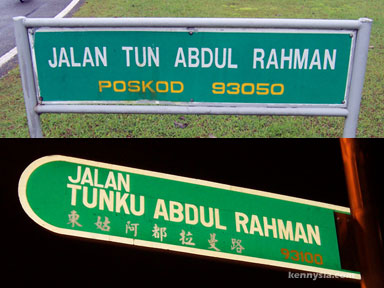 JALAN TUN ABDUL RAHMAN
POSKOD 93050
JALAN
TUNKU ABDUL RAHMAN
東姑阿都拉曼路
93100
kennysia.com